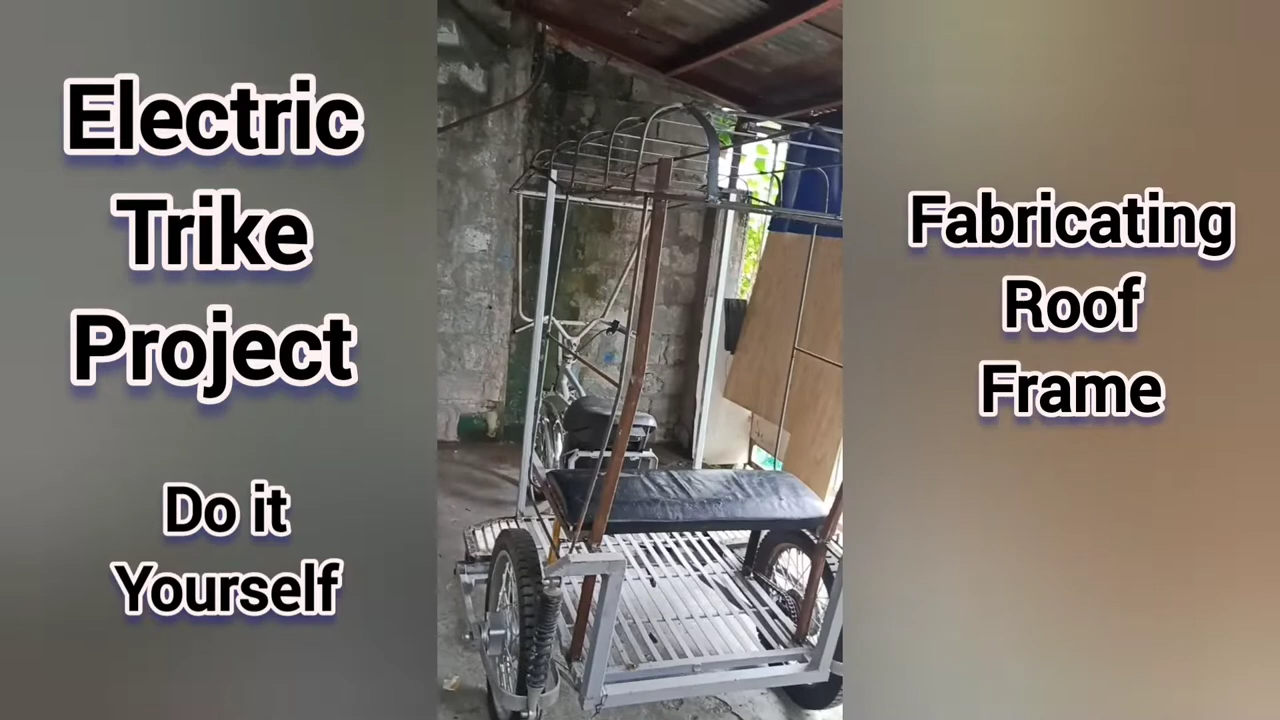 Electric
Trike
Project
Do it
Yourself
Fabricating
Roof
Frame